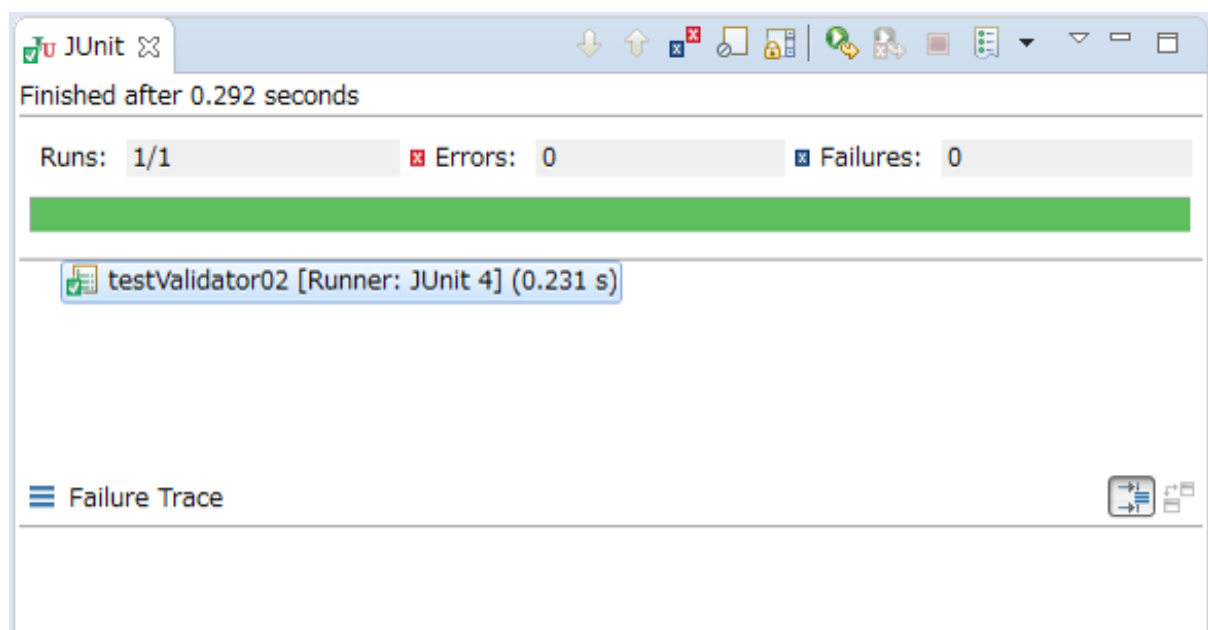 JUnit
Finished after 0.292 seconds
Runs: 1/1 Errors: 0 Failures: 0
testValidator02 [Runner: JUnit 4] (0.231 s)
Failure Trace